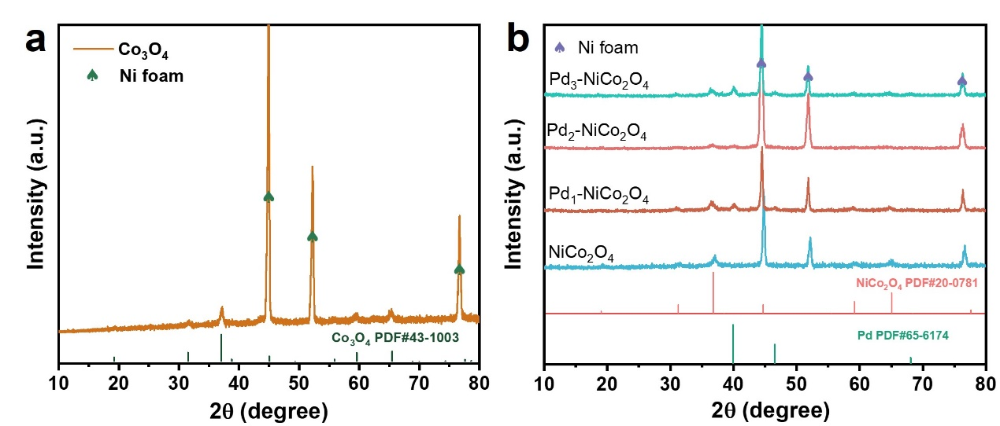 a
Co₃O₄
Ni foam
Intensity (a.u.)
Co₃O₄ PDF#43-1003
10 20 30 40 50 60 70 80
2θ (degree)
b
Ni foam
Pd₃-NiCo₂O₄
Pd₂-NiCo₂O₄
Pd₁-NiCo₂O₄
NiCo₂O₄
Intensity (a.u.)
NiCo₂O₄ PDF#20-0781
Pd PDF#65-6174
10 20 30 40 50 60 70 80
2θ (degree)